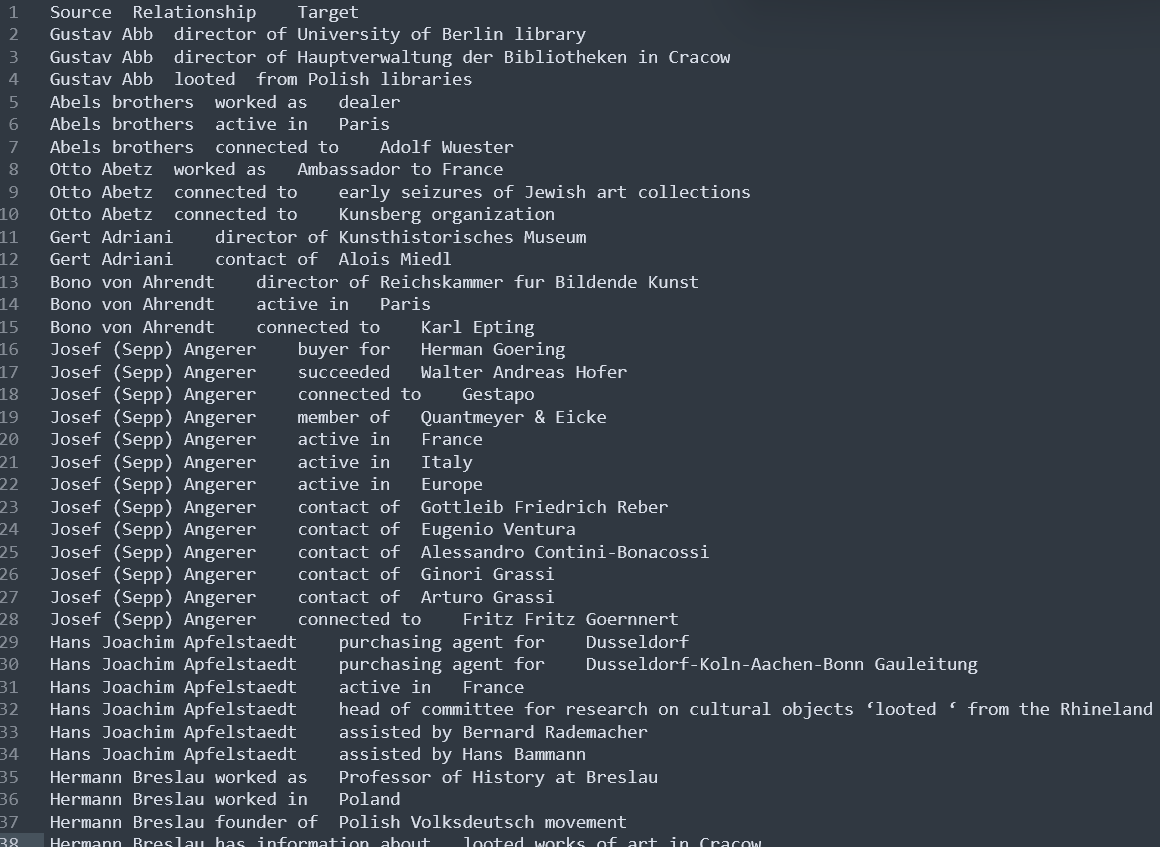 1 Source Relationship Target
2 Gustav Abb director of University of Berlin library
3 Gustav Abb director of Hauptverwaltung der Bibliotheken in Cracow
4 Gustav Abb looted from Polish libraries
5 Abels brothers worked as dealer
6 Abels brothers active in Paris
7 Abels brothers connected to Adolf Wuester
8 Otto Abetz worked as Ambassador to France
9 Otto Abetz connected to early seizures of Jewish art collections
10 Otto Abetz connected to Kunsberg organization
11 Gert Adriani director of Kunsthistorisches Museum
12 Gert Adriani contact of Alois Miedl
13 Bono von Ahrendt director of Reichskammer fur Bildende Kunst
14 Bono von Ahrendt active in Paris
15 Bono von Ahrendt connected to Karl Epting
16 Josef (Sepp) Angerer buyer for Herman Goering
17 Josef (Sepp) Angerer succeeded Walter Andreas Hofer
18 Josef (Sepp) Angerer connected to Gestapo
19 Josef (Sepp) Angerer member of Quantmeyer & Eicke
20 Josef (Sepp) Angerer active in France
21 Josef (Sepp) Angerer active in Italy
22 Josef (Sepp) Angerer active in Europe
23 Josef (Sepp) Angerer contact of Gottleib Friedrich Reber
24 Josef (Sepp) Angerer contact of Eugenio Ventura
25 Josef (Sepp) Angerer contact of Alessandro Contini-Bonacossi
26 Josef (Sepp) Angerer contact of Ginori Grassi
27 Josef (Sepp) Angerer contact of Arturo Grassi
28 Josef (Sepp) Angerer connected to Fritz Fritz Goernnert
29 Hans Joachim Apfelstaedt purchasing agent for Dusseldorf
30 Hans Joachim Apfelstaedt purchasing agent for Dusseldorf-Koln-Aachen-Bonn Gauleitung
31 Hans Joachim Apfelstaedt active in France
32 Hans Joachim Apfelstaedt head of committee for research on cultural objects ‘looted ‘ from the Rhineland
33 Hans Joachim Apfelstaedt assisted by Bernard Rademacher
34 Hans Joachim Apfelstaedt assisted by Hans Bammann
35 Hermann Breslau worked as Professor of History at Breslau
36 Hermann Breslau worked in Poland
37 Hermann Breslau founder of Polish Volksdeutsch movement
38 Hermann Breslau has information about looted works of art in Cracow